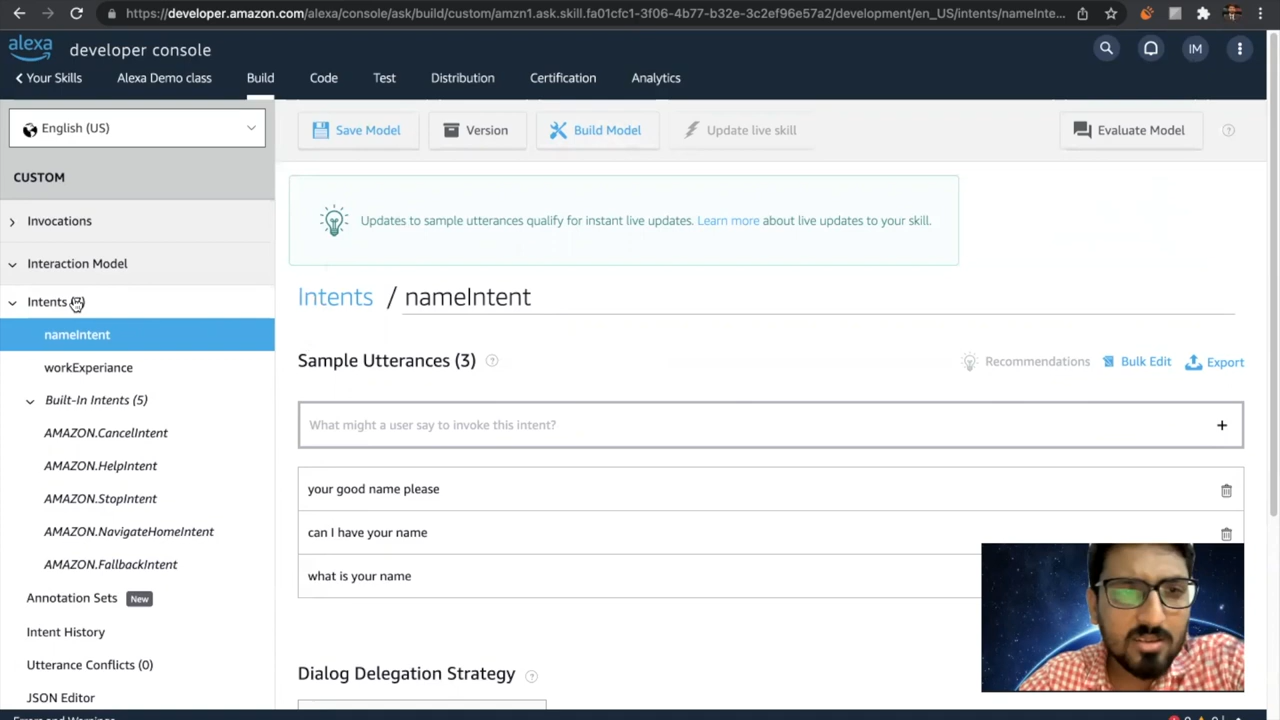 https://developer.amazon.com/alexa/console/ask/build/custom/amzn1.ask.skill.fa01cfc1-3f06-4b77-b32e-3c2ef96e57a2/development/en_US/intents/nameInte...
alexa developer console
IM
Your Skills Alexa Demo class Build Code Test Distribution Certification Analytics
English (US)
Save Model Version Build Model Update live skill Evaluate Model
CUSTOM
Invocations
Updates to sample utterances qualify for instant live updates. Learn more about live updates to your skill.
Interaction Model
Intents
Intents / nameIntent
nameIntent
workExperience
Sample Utterances (3)
Recommendations Bulk Edit Export
Built-In Intents (5)
What might a user say to invoke this intent?
AMAZON.CancelIntent
AMAZON.HelpIntent
your good name please
AMAZON.StopIntent
can I have your name
AMAZON.NavigateHomeIntent
AMAZON.FallbackIntent
what is your name
Annotation Sets New
Intent History
Utterance Conflicts (0)
Dialog Delegation Strategy
JSON Editor